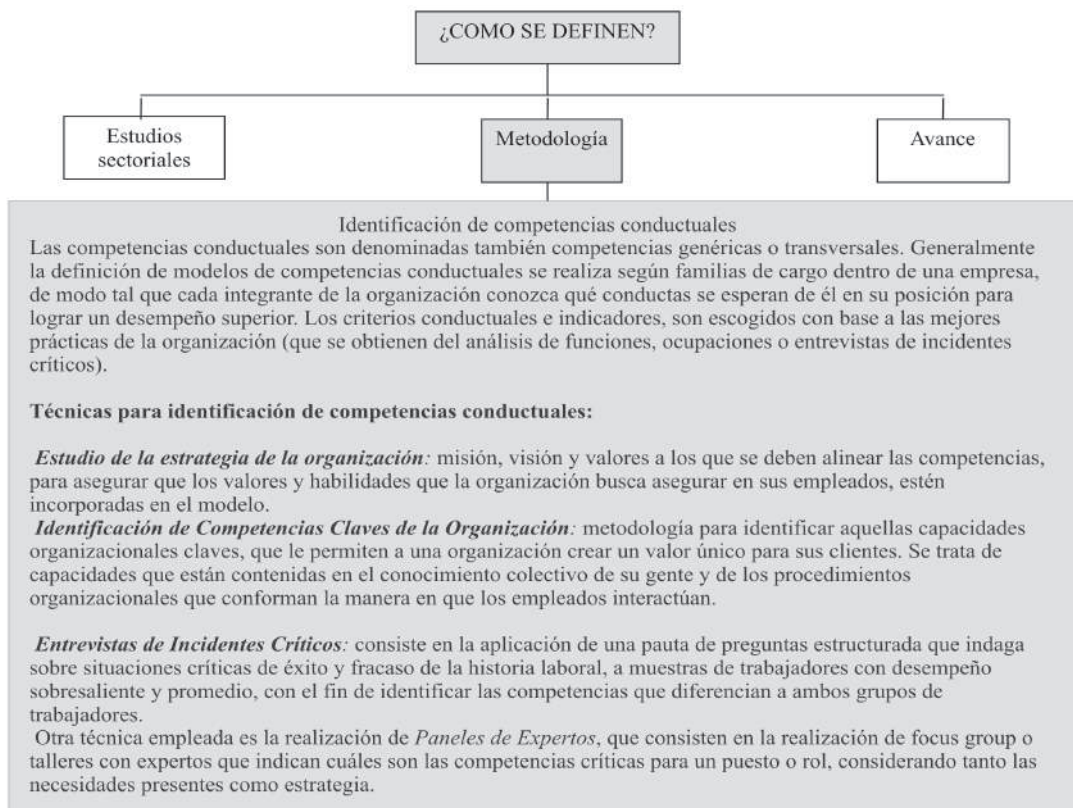 ¿COMO SE DEFINEN?
Estudios
sectoriales
Metodología
Avance
Identificación de competencias conductuales
Las competencias conductuales son denominadas también competencias genéricas o transversales. Generalmente
la definición de modelos de competencias conductuales se realiza según familias de cargo dentro de una empresa,
de modo tal que cada integrante de la organización conozca qué conductas se esperan de él en su posición para
lograr un desempeño superior. Los criterios conductuales e indicadores, son escogidos con base a las mejores
prácticas de la organización (que se obtienen del análisis de funciones, ocupaciones o entrevistas de incidentes
críticos).
Técnicas para identificación de competencias conductuales:
Estudio de la estrategia de la organización: misión, visión y valores a los que se deben alinear las competencias,
para asegurar que los valores y habilidades que la organización busca asegurar en sus empleados, estén
incorporadas en el modelo.
Identificación de Competencias Claves de la Organización: metodología para identificar aquellas capacidades
organizacionales claves, que le permiten a una organización crear un valor único para sus clientes. Se trata de
capacidades que están contenidas en el conocimiento colectivo de su gente y de los procedimientos
organizacionales que conforman la manera en que los empleados interactúan.
Entrevistas de Incidentes Críticos: consiste en la aplicación de una pauta de preguntas estructurada que indaga
sobre situaciones críticas de éxito y fracaso de la historia laboral, a muestras de trabajadores con desempeño
sobresaliente y promedio, con el fin de identificar las competencias que diferencian a ambos grupos de
trabajadores.
Otra técnica empleada es la realización de Paneles de Expertos, que consisten en la realización de focus group o
talleres con expertos que indican cuáles son las competencias críticas para un puesto o rol, considerando tanto las
necesidades presentes como estrategia.